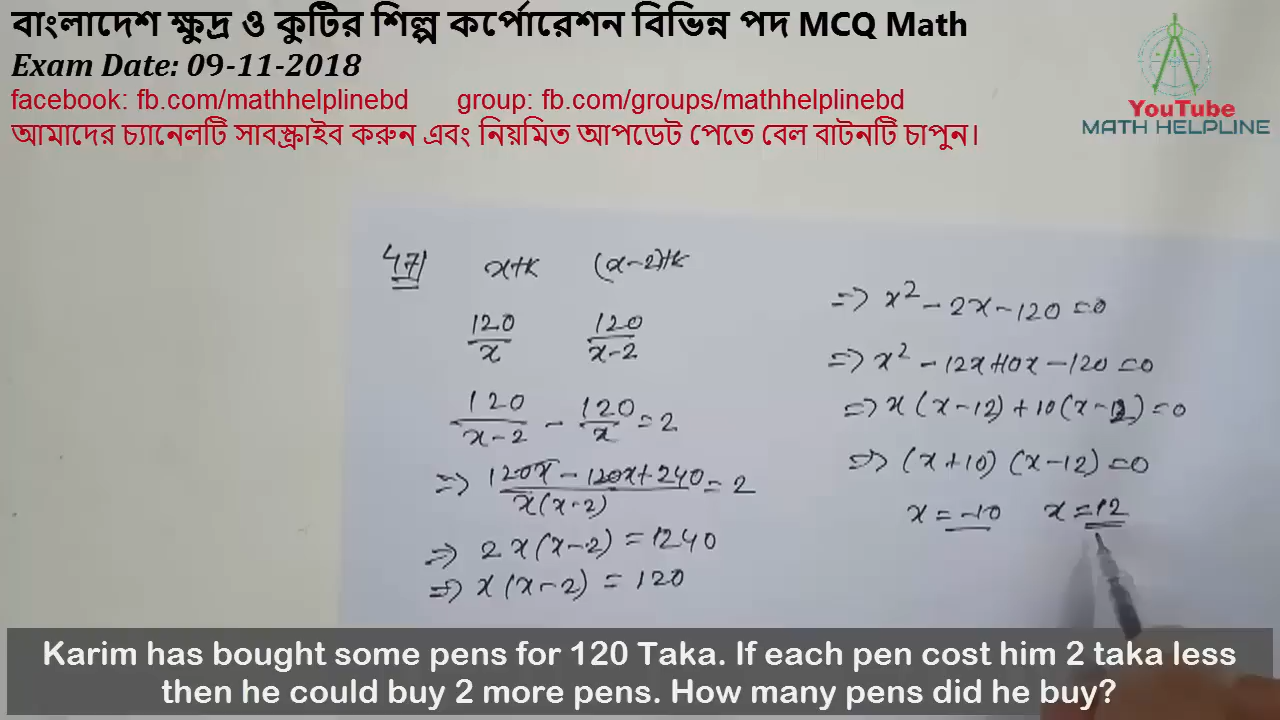 বাংলাদেশ ক্ষুদ্র ও কুটির শিল্প কর্পোরেশন বিভিন্ন পদ MCQ Math
Exam Date: 09-11-2018
facebook: fb.com/mathhelplinebd group: fb.com/groups/mathhelplinebd
আমাদের চ্যানেলটি সাবস্ক্রাইব করুন এবং নিয়মিত আপডেট পেতে বেল বাটনটি চাপুন।
YouTube
MATH HELPLINE
47) x tk (x-2) tk
120/x 120/(x-2)
120/(x-2) - 120/x = 2
=> (120x - 120x + 240)/(x(x-2)) = 2
=> 2x(x-2) = 1240
=> x(x-2) = 120
=> x² - 2x - 120 = 0
=> x² - 12x + 10x - 120 = 0
=> x(x-12) + 10(x-12) = 0
=> (x+10) (x-12) = 0
x = -10 x = 12
Karim has bought some pens for 120 Taka. If each pen cost him 2 taka less
then he could buy 2 more pens. How many pens did he buy?